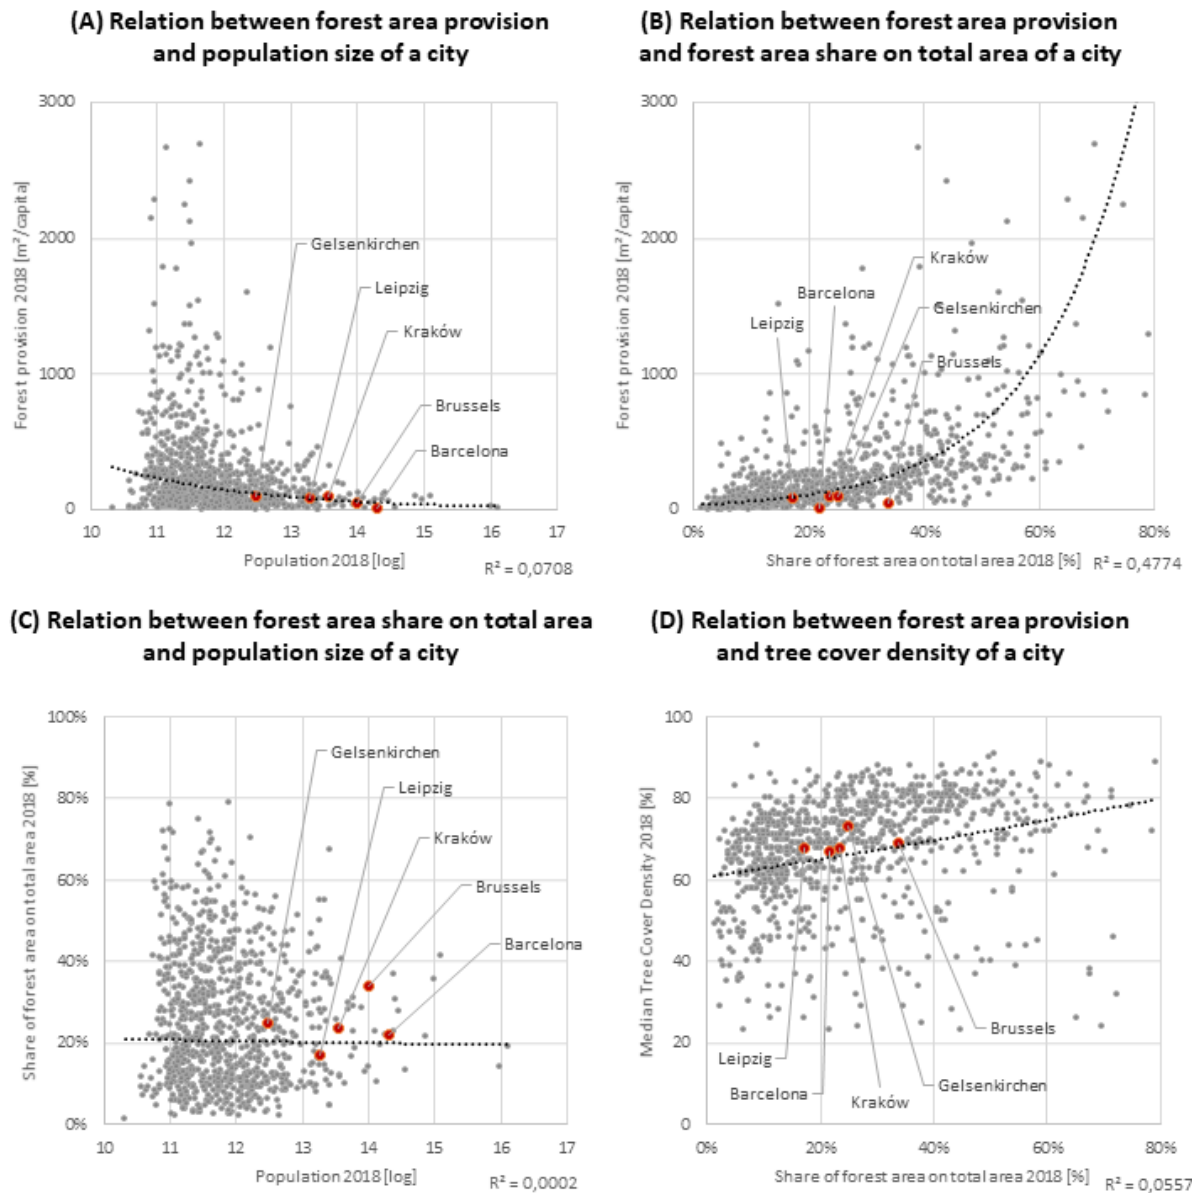 (A) Relation between forest area provision
and population size of a city
3000
2000
1000
0
Forest provision 2018 [m²/capita]
Gelsenkirchen
Leipzig
Kraków
Brussels
Barcelona
10 11 12 13 14 15 16 17
Population 2018 [log]
R² = 0,0708
(B) Relation between forest area provision
and forest area share on total area of a city
3000
2000
1000
0
Forest provision 2018 [m²/capita]
Kraków
Barcelona
Gelsenkirchen
Leipzig
Brussels
0% 20% 40% 60% 80%
Share of forest area on total area 2018 [%]
R² = 0,4774
(C) Relation between forest area share on total area
and population size of a city
100%
80%
60%
40%
20%
0%
Share of forest area on total area 2018 [%]
Gelsenkirchen
Leipzig
Kraków
Brussels
Barcelona
10 11 12 13 14 15 16 17
Population 2018 [log]
R² = 0,0002
(D) Relation between forest area provision
and tree cover density of a city
100
80
60
40
20
0
Median Tree Cover Density 2018 [%]
Brussels
Leipzig
Gelsenkirchen
Barcelona
Kraków
0% 20% 40% 60% 80%
Share of forest area on total area 2018 [%]
R² = 0,0557